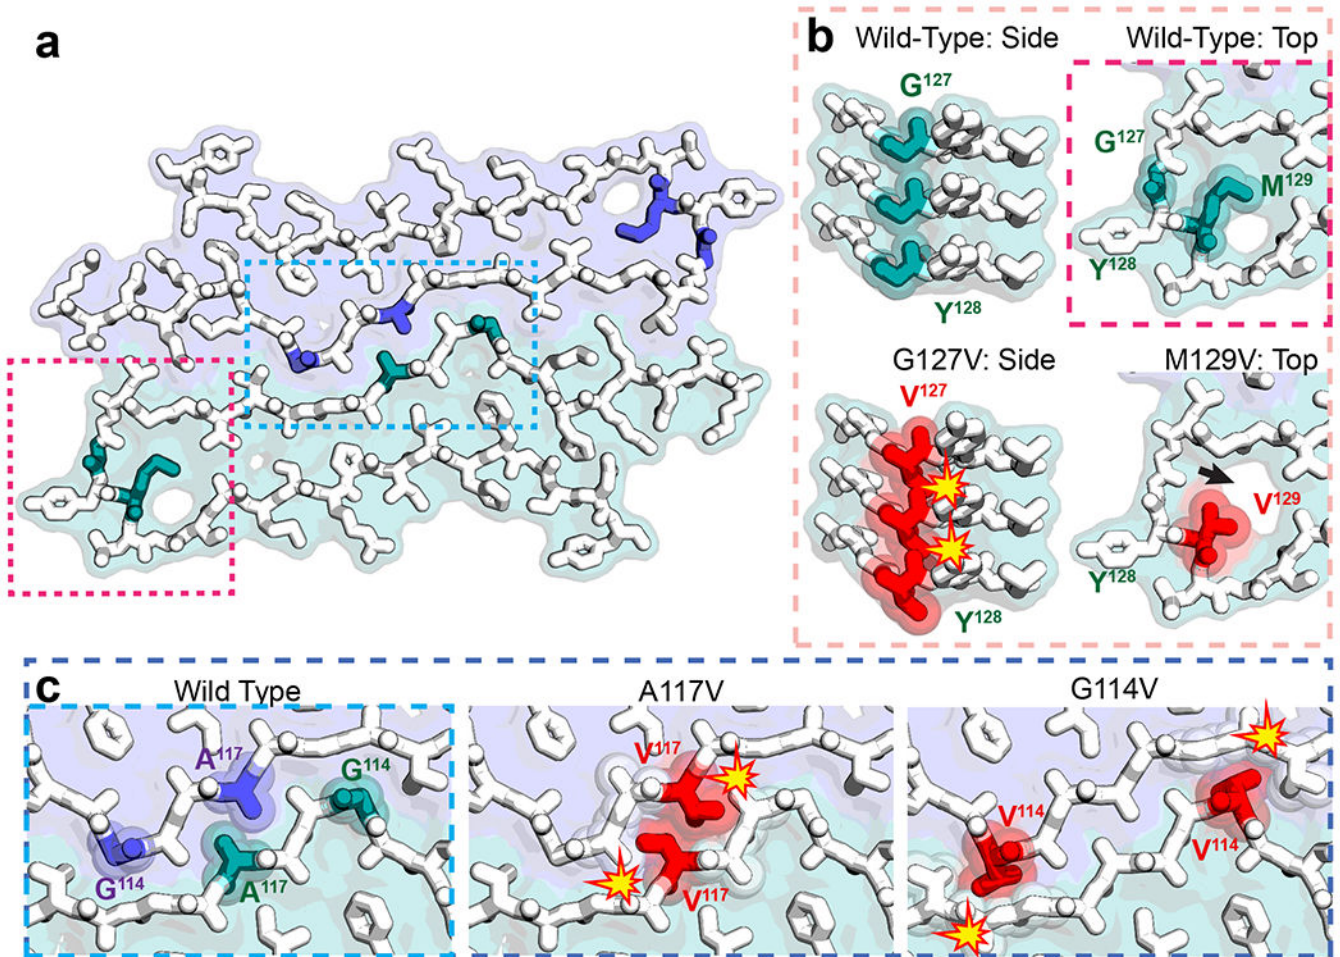 a
b
Wild-Type: Side
Wild-Type: Top
G127
Y128
G127
M129
Y128
G127V: Side
V127
Y128
M129V: Top
V129
Y128
c
Wild Type
A117
G114
G114
A117
A117V
V117
V117
G114V
V114
V114